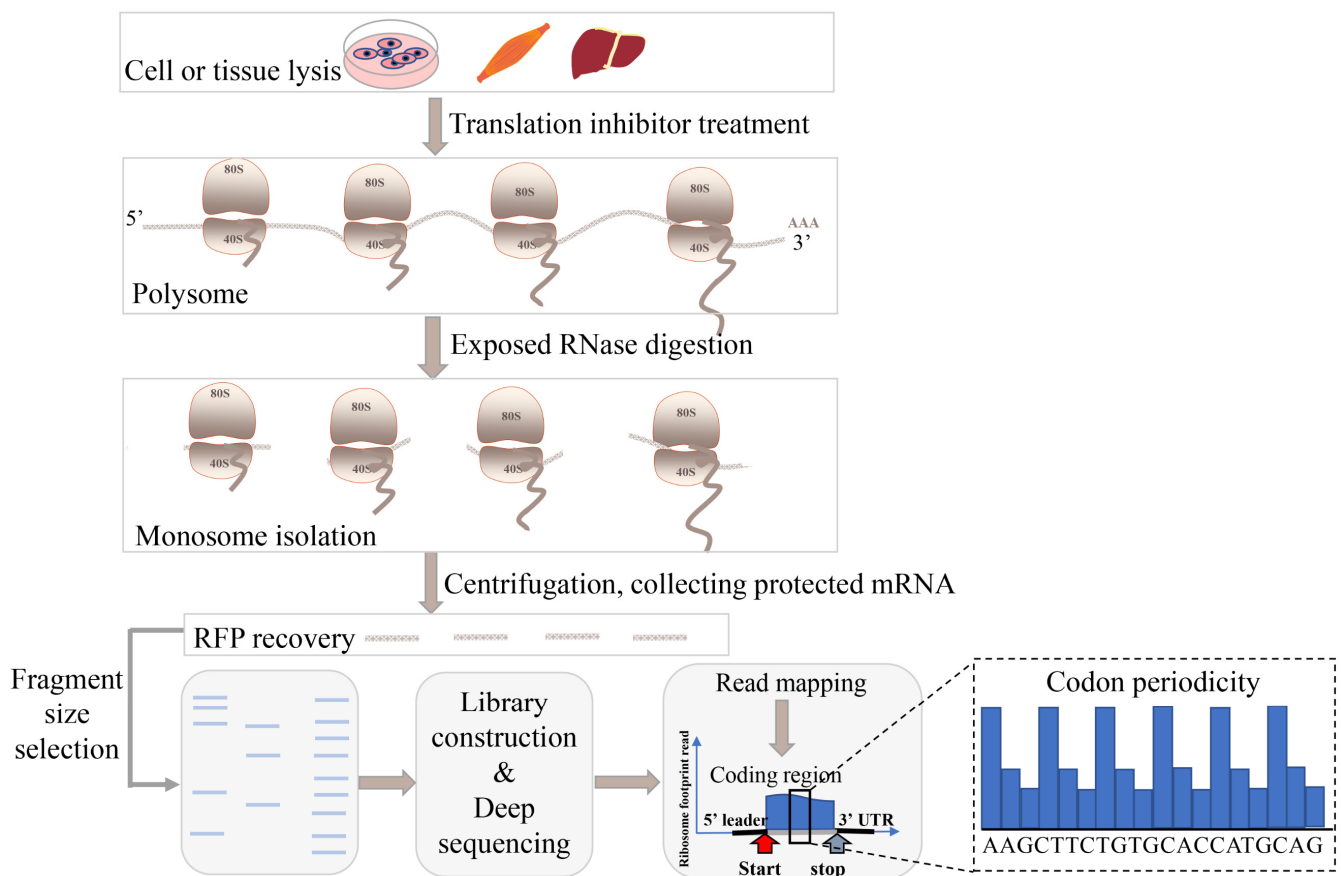 Cell or tissue lysis
Translation inhibitor treatment
80S
80S
80S
80S
5’
AAA
40S
40S
40S
40S
3’
Polysome
Exposed RNase digestion
80S
80S
80S
80S
40S
40S
40S
40S
Monosome isolation
Centrifugation, collecting protected mRNA
RFP recovery
Fragment
size
selection
Library
construction
&
Deep
sequencing
Read mapping
Ribosome footprint read
Coding region
5’ leader
3’ UTR
Start
stop
Codon periodicity
AAGCTTCTGTGCACCATGCAG